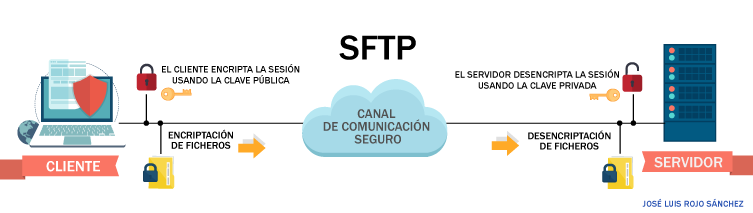 SFTP
EL CLIENTE ENCRIPTA LA SESIÓN
USANDO LA CLAVE PÚBLICA
EL SERVIDOR DESENCRIPTA LA SESIÓN
USANDO LA CLAVE PRIVADA
CANAL
DE COMUNICACIÓN
SEGURO
ENCRIPTACIÓN
DE FICHEROS
DESENCRIPTACIÓN
DE FICHEROS
CLIENTE
SERVIDOR
JOSÉ LUIS ROJO SÁNCHEZ